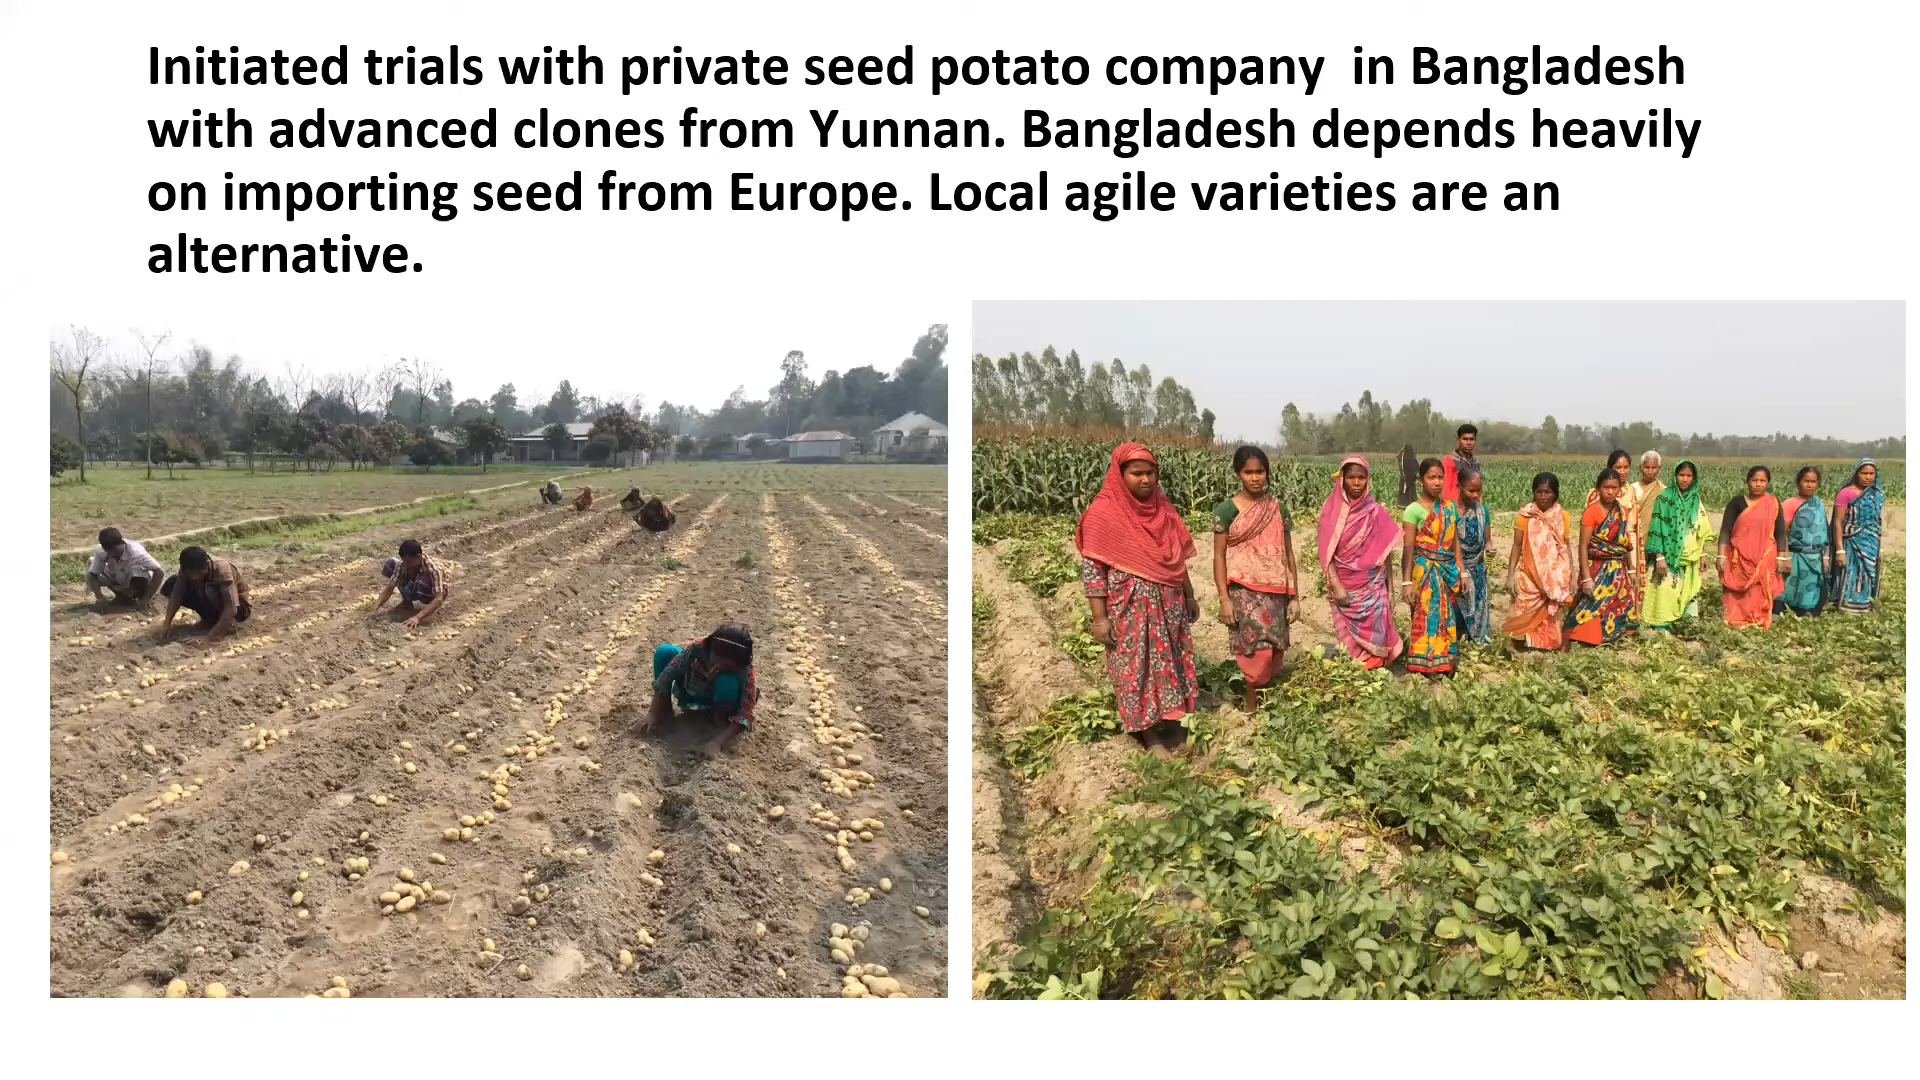 Initiated trials with private seed potato company  in Bangladesh
with advanced clones from Yunnan. Bangladesh depends heavily
on importing seed from Europe. Local agile varieties are an
alternative.